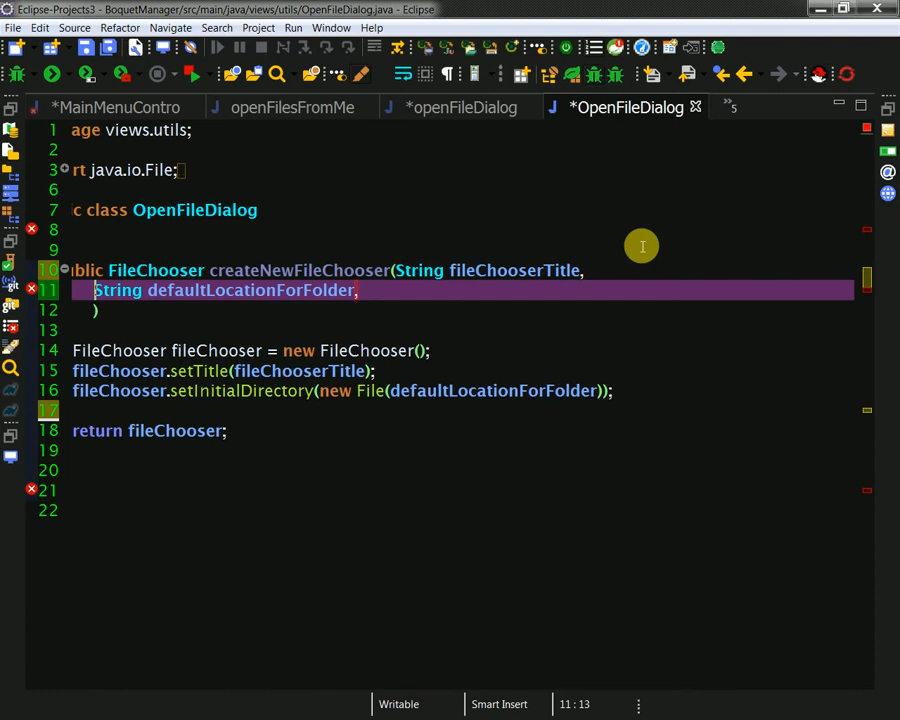 Eclipse-Projects3 - BoquetManager/src/main/java/views/utils/OpenFileDialog.java - Eclipse
File Edit Source Refactor Navigate Search Project Run Window Help
*MainMenuContro openFilesFromMe *openFileDialog *OpenFileDialog »5
1 age views.utils;
2
3 rt java.io.File;
6
7 c class OpenFileDialog
8
9
10 blic FileChooser createNewFileChooser(String fileChooserTitle,
11 String defaultLocationForFolder,
12 )
13
14 FileChooser fileChooser = new FileChooser();
15 fileChooser.setTitle(fileChooserTitle);
16 fileChooser.setInitialDirectory(new File(defaultLocationForFolder));
17
18 return fileChooser;
19
20
21
22
Writable Smart Insert 11 : 13